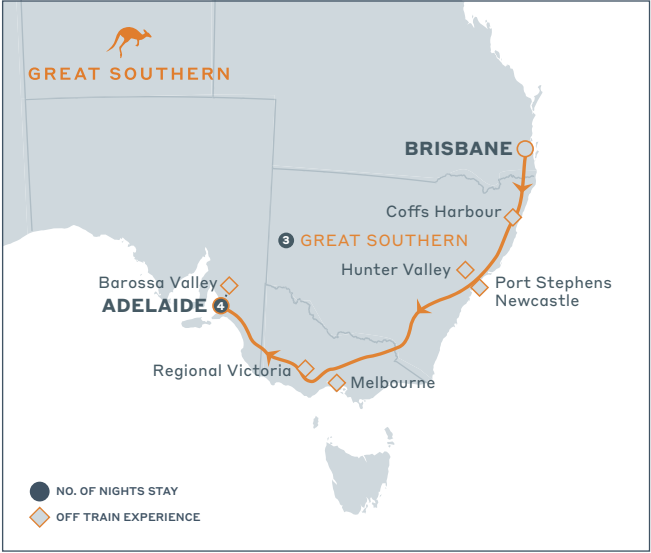 GREAT SOUTHERN
BRISBANE
Coffs Harbour
3 GREAT SOUTHERN
Hunter Valley
Port Stephens
Newcastle
Barossa Valley
ADELAIDE 4
Regional Victoria
Melbourne
NO. OF NIGHTS STAY
OFF TRAIN EXPERIENCE